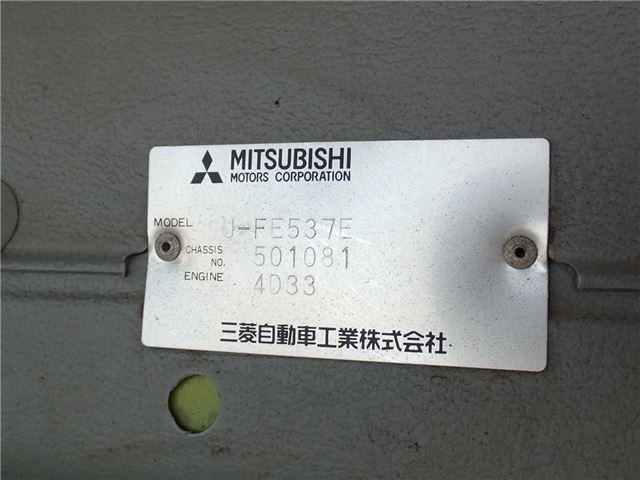 MITSUBISHI
MOTORS CORPORATION
MODEL U-FE537E
CHASSIS NO. 501081
ENGINE 4D33
三菱自動車工業株式会社